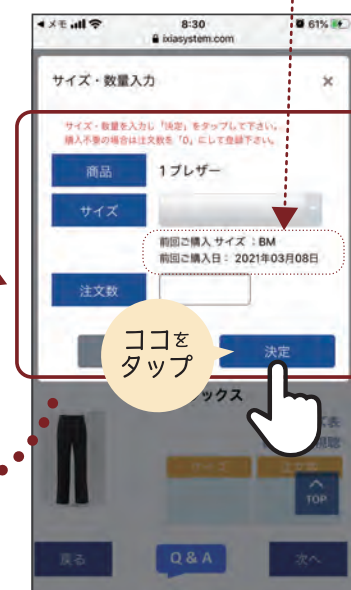 メモ 8:30 61%
ixiasystem.com
サイズ・数量入力 ×
サイズ・数量を入力し「決定」をタップして下さい。
購入不要の場合は注文数を「0」にして登録下さい。
商品 1 ブレザー
サイズ
前回ご購入 サイズ ：BM
前回ご購入日： 2021年03月08日
注文数
ココを
タップ
決定
ックス
ズ表
サイズ
TOP
戻る Q & A 次へ